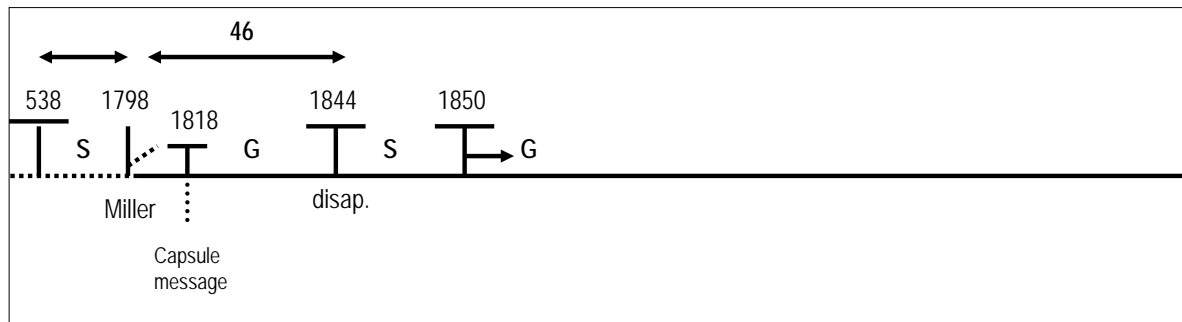 46
538 1798 1818 1844 1850
S G S G
Miller disap.
Capsule
message